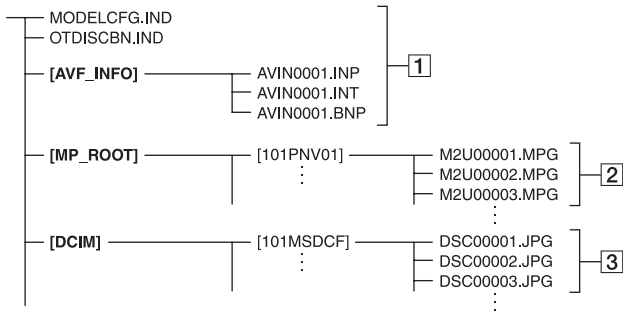 MODELCFG.IND
OTDISCBN.IND
[AVF_INFO] AVIN0001.INP
AVIN0001.INT
AVIN0001.BNP
1
[MP_ROOT] [101PNV01] M2U00001.MPG
M2U00002.MPG
M2U00003.MPG
2
[DCIM] [101MSDCF] DSC00001.JPG
DSC00002.JPG
DSC00003.JPG
3